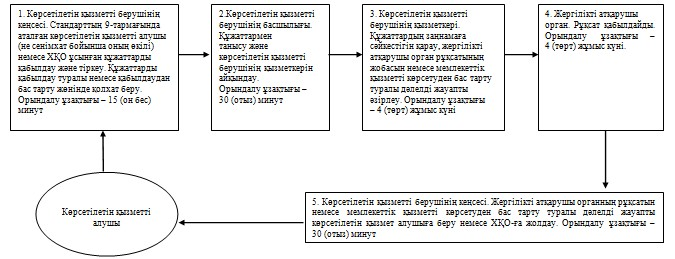 1. Көрсетілетін қызметті берушінің
кеңсесі. Стандарттың 9-тармағында
аталған көрсетілетін қызметті алушы
(не сенімхат бойынша оның өкілі)
немесе ХҚО ұсынған құжаттарды
қабылдау және тіркеу. Құжаттарды
қабылдау туралы немесе қабылдаудан
бас тарту жөнінде қолхат беру.
Орындалу ұзақтығы – 15 (он бес)
минут
2.Көрсетілетін қызметті
берушінің басшылығы.
Құжаттармен
танысу және
көрсетілетін қызметті
берушінің қызметкерін
айқындау.
Орындалу ұзақтығы –
30 (отыз) минут
3. Көрсетілетін қызметті
берушінің қызметкері.
Құжаттардың заңнамаға
сәйкестігін қарау, жергілікті
атқарушы орган рұқсатының
жобасын немесе мемлекеттік
қызметті көрсетуден бас тарту
туралы дәлелді жауапты
әзірлеу. Орындалу ұзақтығы
– 4 (төрт) жұмыс күні
4. Жергілікті атқарушы
орган. Рұқсат қабылдайды.
Орындалу ұзақтығы –
4 (төрт) жұмыс күні.
5. Көрсетілетін қызметті берушінің кеңсесі. Жергілікті атқарушы органның рұқсатын
немесе мемлекеттік қызметті көрсетуден бас тарту туралы дәлелді жауапты
көрсетілетін қызмет алушыға беру немесе ХҚО-ға жолдау. Орындалу ұзақтығы –
30 (отыз) минут
Көрсетілетін қызметті
алушы